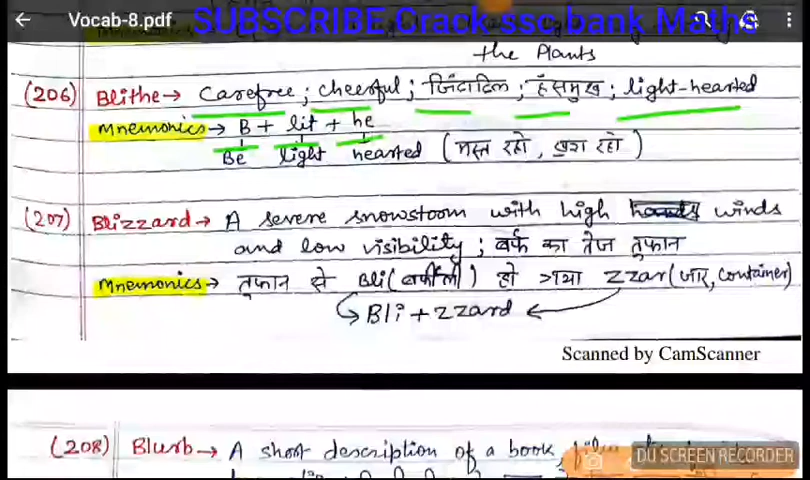 Vocab-8.pdf
SUBSCRIBE Crack ssc bank Maths
the Plants
(206) Blithe → Carefree ; cheerful ; जिंदादिल ; हँसमुख ; light-hearted
Mnemonics → B + lit + he
Be light hearted (मस्त रहो, खुश रहो)
(207) Blizzard → A severe snowstoom with high winds
and low visibility ; बर्फ का तेज तुफान
Mnemonics → तुफान से Bli (बर्फीली) हो गया zzar (जार, container)
Bli + zzard
Scanned by CamScanner
(208) Blurb → A short description of a book,
DU SCREEN RECORDER